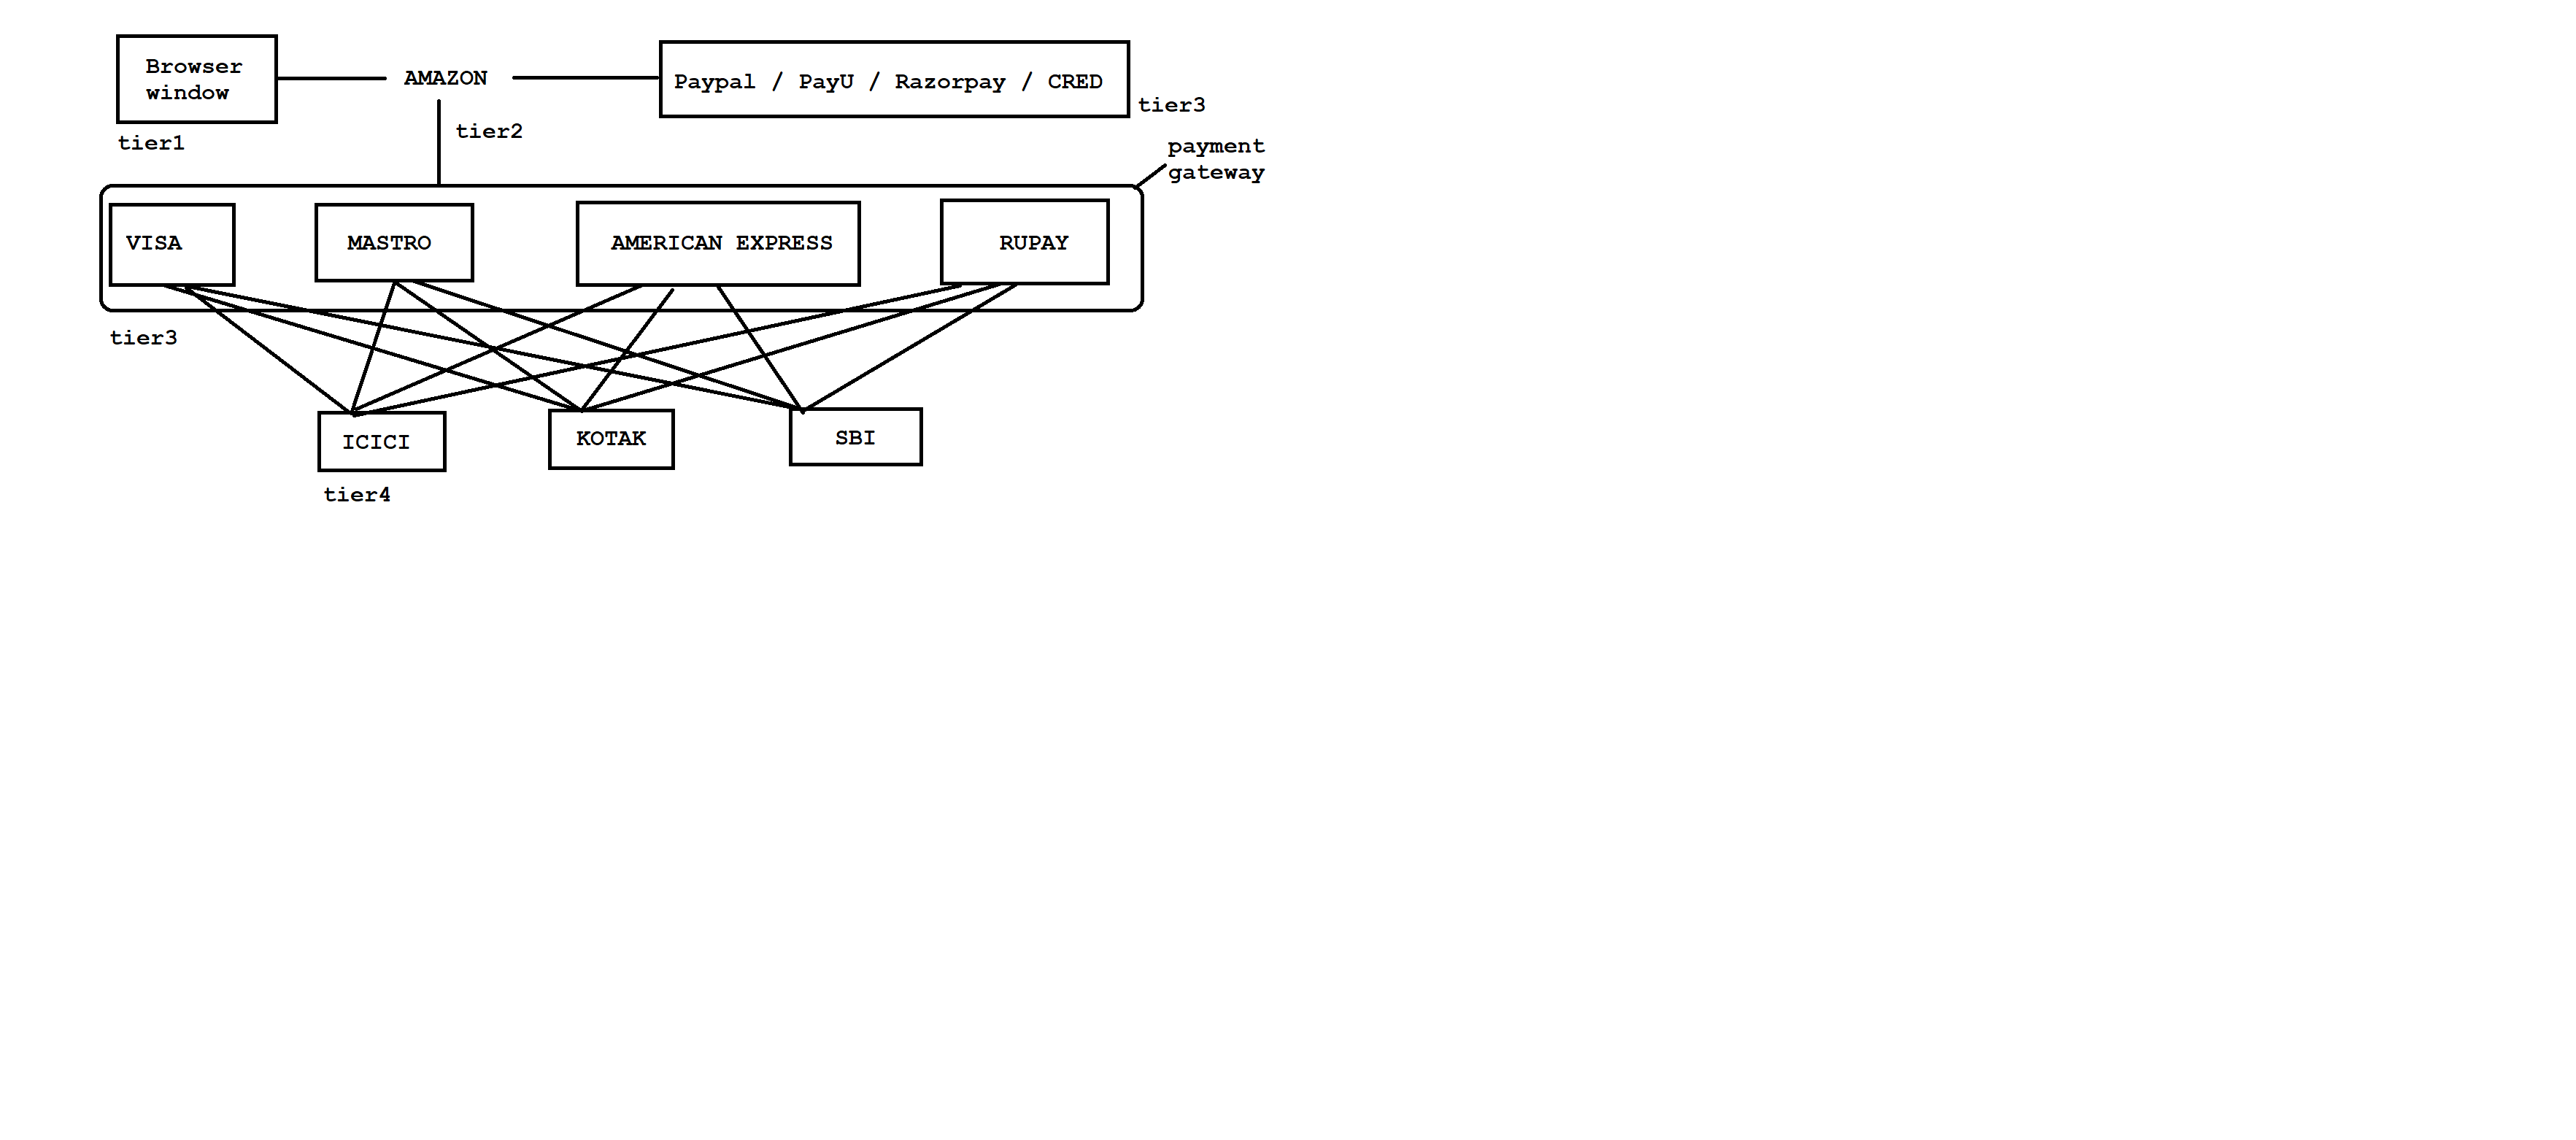 Browser
window
AMAZON
Paypal / PayU / Razorpay / CRED
tier3
tier1
tier2
payment
gateway
VISA
MASTRO
AMERICAN EXPRESS
RUPAY
tier3
ICICI
KOTAK
SBI
tier4